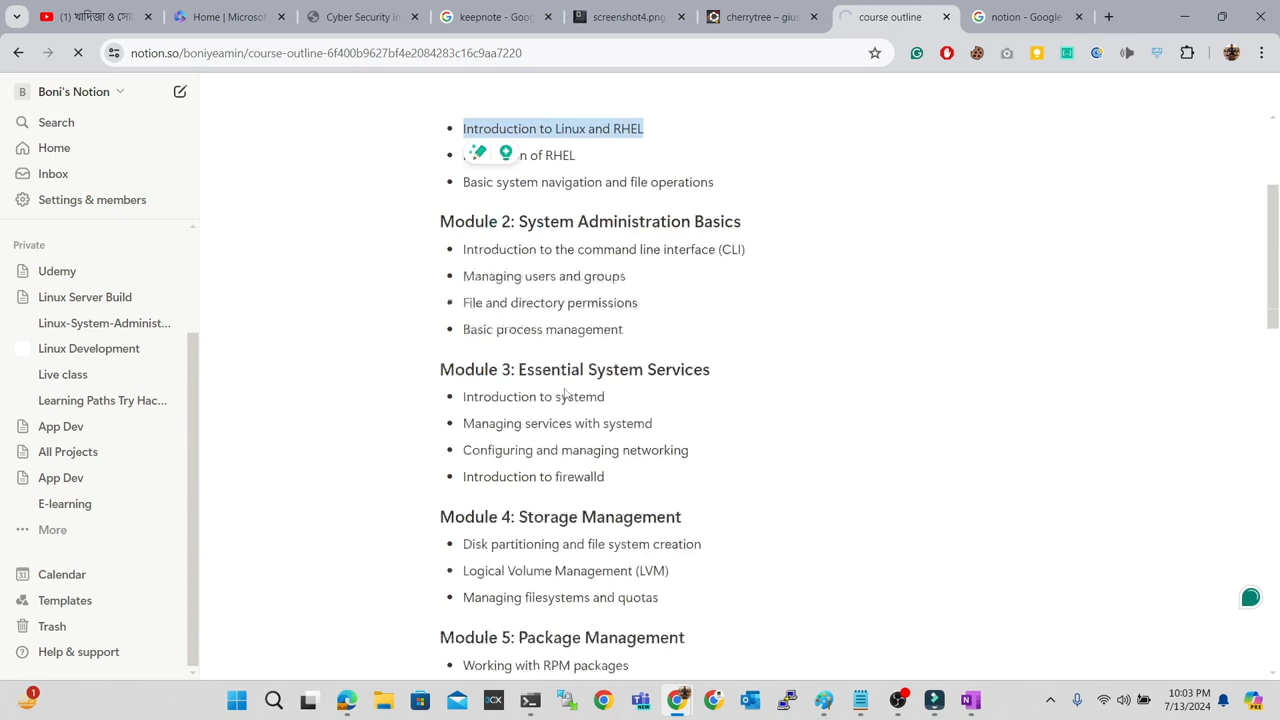 (১) খাদিজা ও সো
Home | Microsoft
Cyber Security in
keepnote - Goog
screenshot4.png
cherrytree – gius
course outline
notion - Google
notion.so/boniyeamin/course-outline-6f400b9627bf4e2084283c16c9aa7220
B Boni's Notion
Search
Home
Inbox
Settings & members
Private
Udemy
Linux Server Build
Linux-System-Administ...
Linux Development
Live class
Learning Paths Try Hac...
App Dev
All Projects
App Dev
E-learning
More
Calendar
Templates
Trash
Help & support
Introduction to Linux and RHEL
n of RHEL
Basic system navigation and file operations
Module 2: System Administration Basics
Introduction to the command line interface (CLI)
Managing users and groups
File and directory permissions
Basic process management
Module 3: Essential System Services
Introduction to systemd
Managing services with systemd
Configuring and managing networking
Introduction to firewalld
Module 4: Storage Management
Disk partitioning and file system creation
Logical Volume Management (LVM)
Managing filesystems and quotas
Module 5: Package Management
Working with RPM packages
1
3CX
NEW
10:03 PM
7/13/2024
PRE